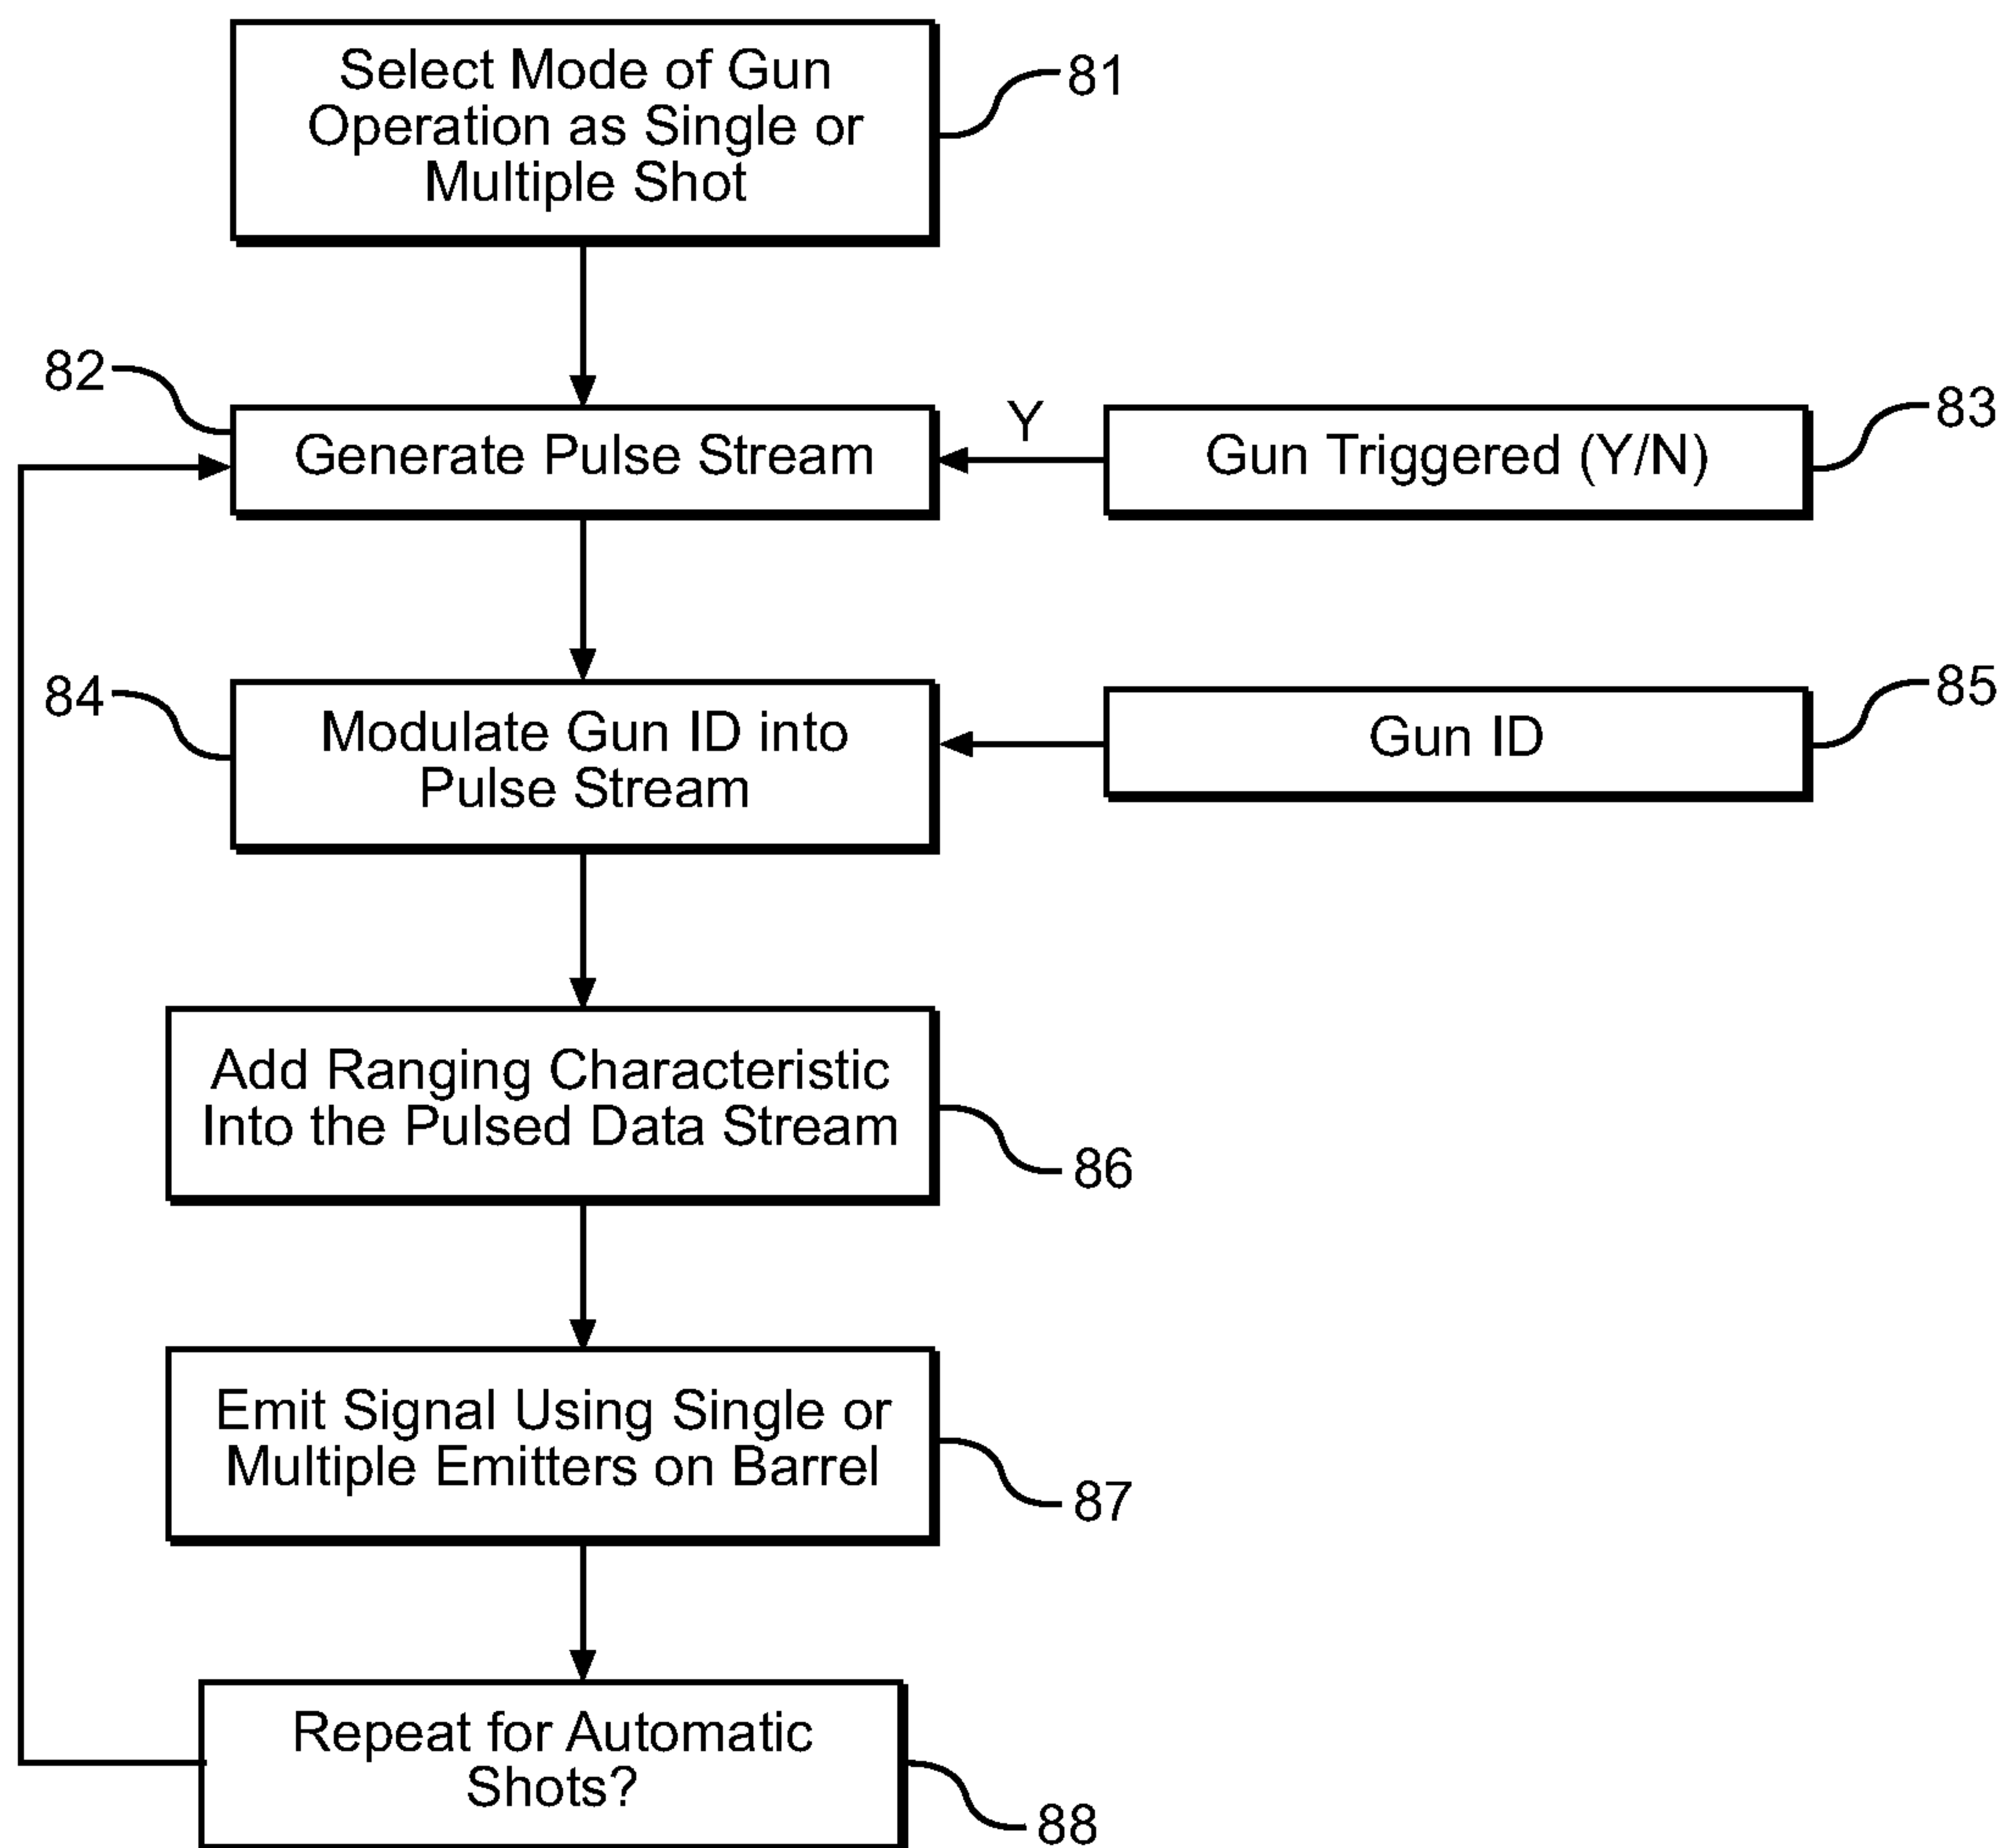 Select Mode of Gun
Operation as Single or
Multiple Shot
81
82
Generate Pulse Stream
Y
Gun Triggered (Y/N)
83
84
Modulate Gun ID into
Pulse Stream
Gun ID
85
Add Ranging Characteristic
Into the Pulsed Data Stream
86
Emit Signal Using Single or
Multiple Emitters on Barrel
87
Repeat for Automatic
Shots?
88